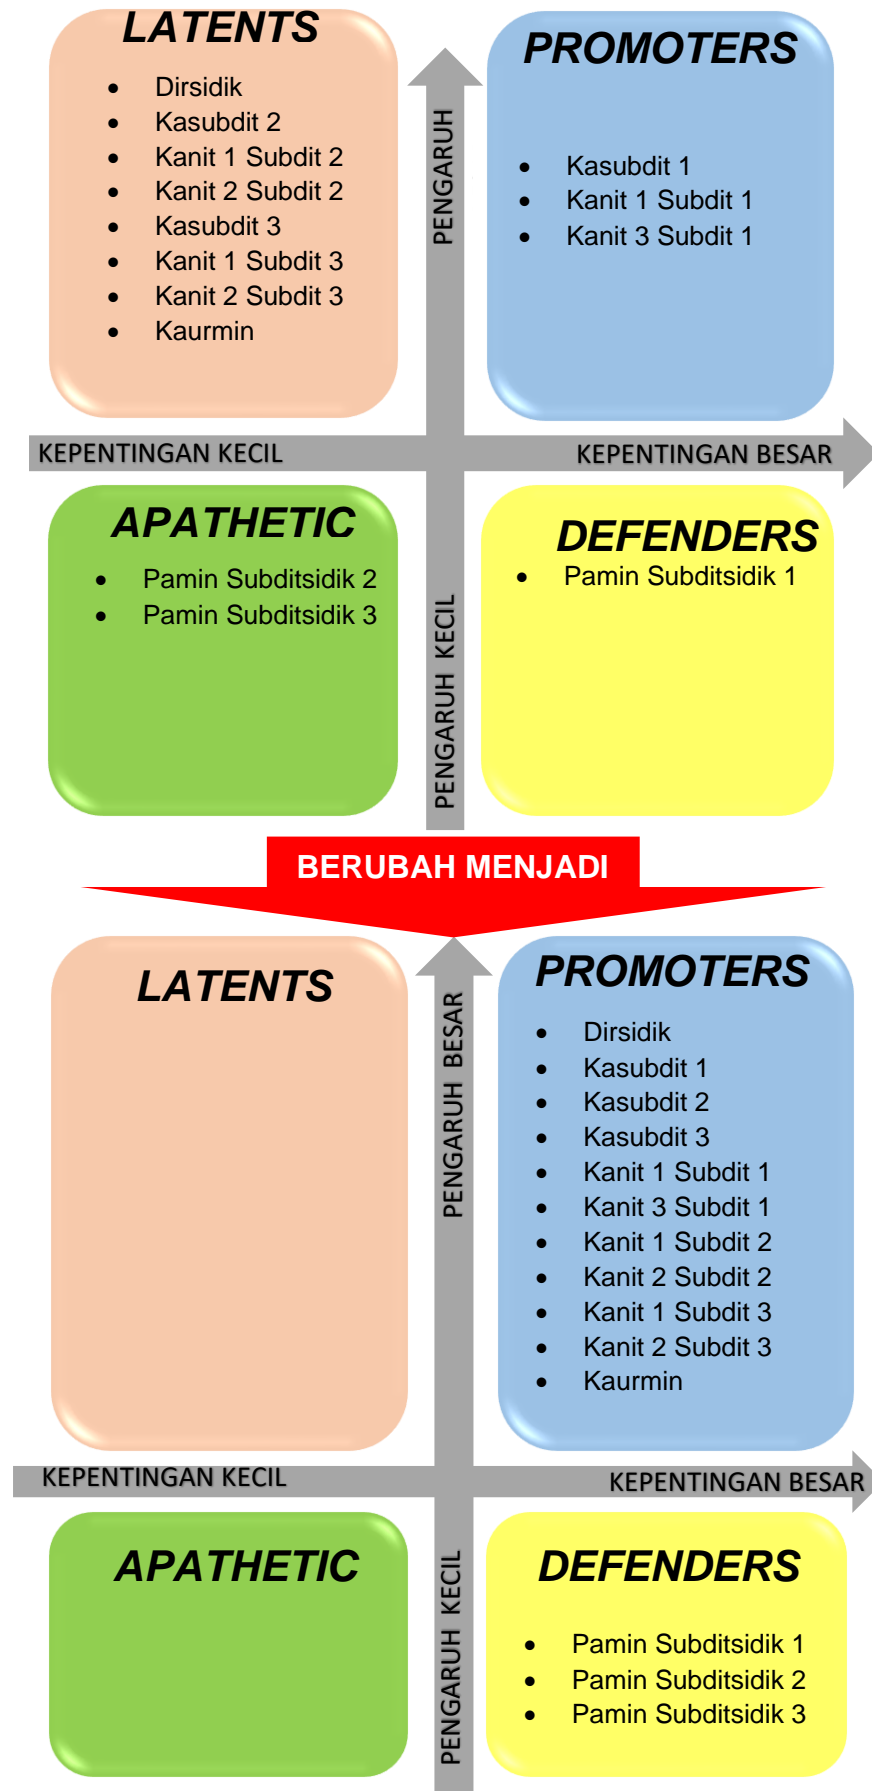 LATENTS
• Dirsidik
• Kasubdit 2
• Kanit 1 Subdit 2
• Kanit 2 Subdit 2
• Kasubdit 3
• Kanit 1 Subdit 3
• Kanit 2 Subdit 3
• Kaurmin
PENGARUH
PROMOTERS
• Kasubdit 1
• Kanit 1 Subdit 1
• Kanit 3 Subdit 1
KEPENTINGAN KECIL
KEPENTINGAN BESAR
APATHETIC
• Pamin Subditsidik 2
• Pamin Subditsidik 3
PENGARUH KECIL
DEFENDERS
• Pamin Subditsidik 1
BERUBAH MENJADI
LATENTS
PENGARUH BESAR
PROMOTERS
• Dirsidik
• Kasubdit 1
• Kasubdit 2
• Kasubdit 3
• Kanit 1 Subdit 1
• Kanit 3 Subdit 1
• Kanit 1 Subdit 2
• Kanit 2 Subdit 2
• Kanit 1 Subdit 3
• Kanit 2 Subdit 3
• Kaurmin
KEPENTINGAN KECIL
KEPENTINGAN BESAR
APATHETIC
PENGARUH KECIL
DEFENDERS
• Pamin Subditsidik 1
• Pamin Subditsidik 2
• Pamin Subditsidik 3